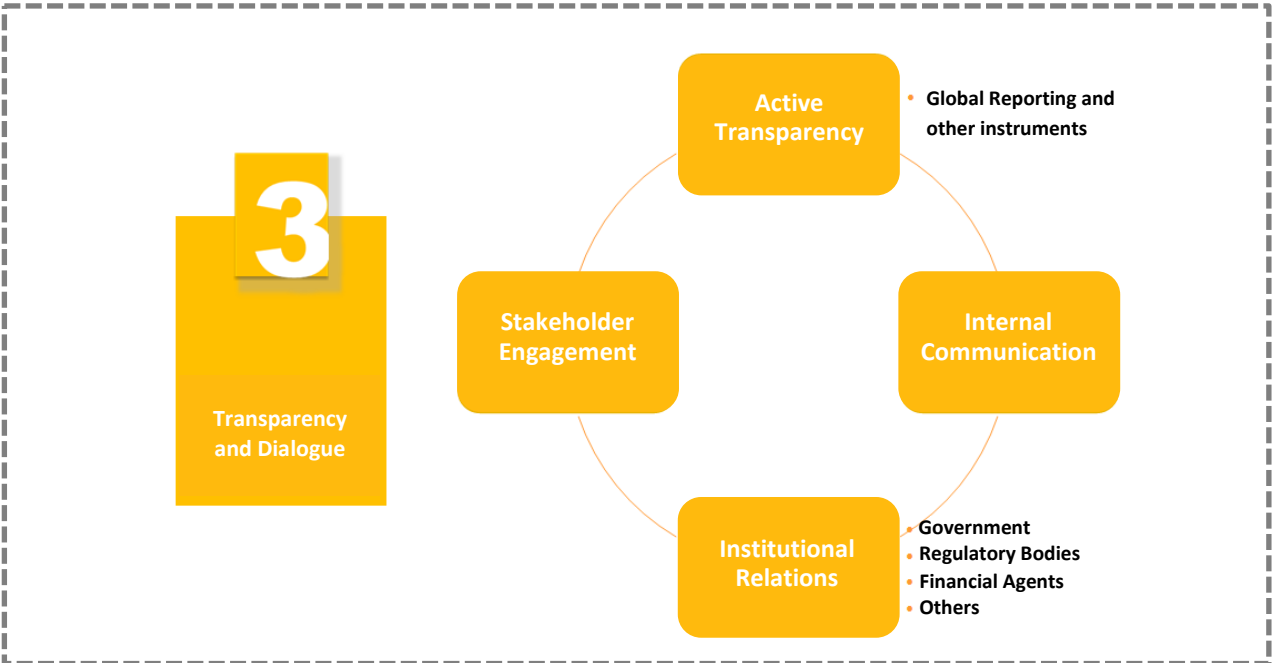 3
Transparency
and Dialogue
Active
Transparency
• Global Reporting and
other instruments
Stakeholder
Engagement
Internal
Communication
Institutional
Relations
• Government
• Regulatory Bodies
• Financial Agents
• Others